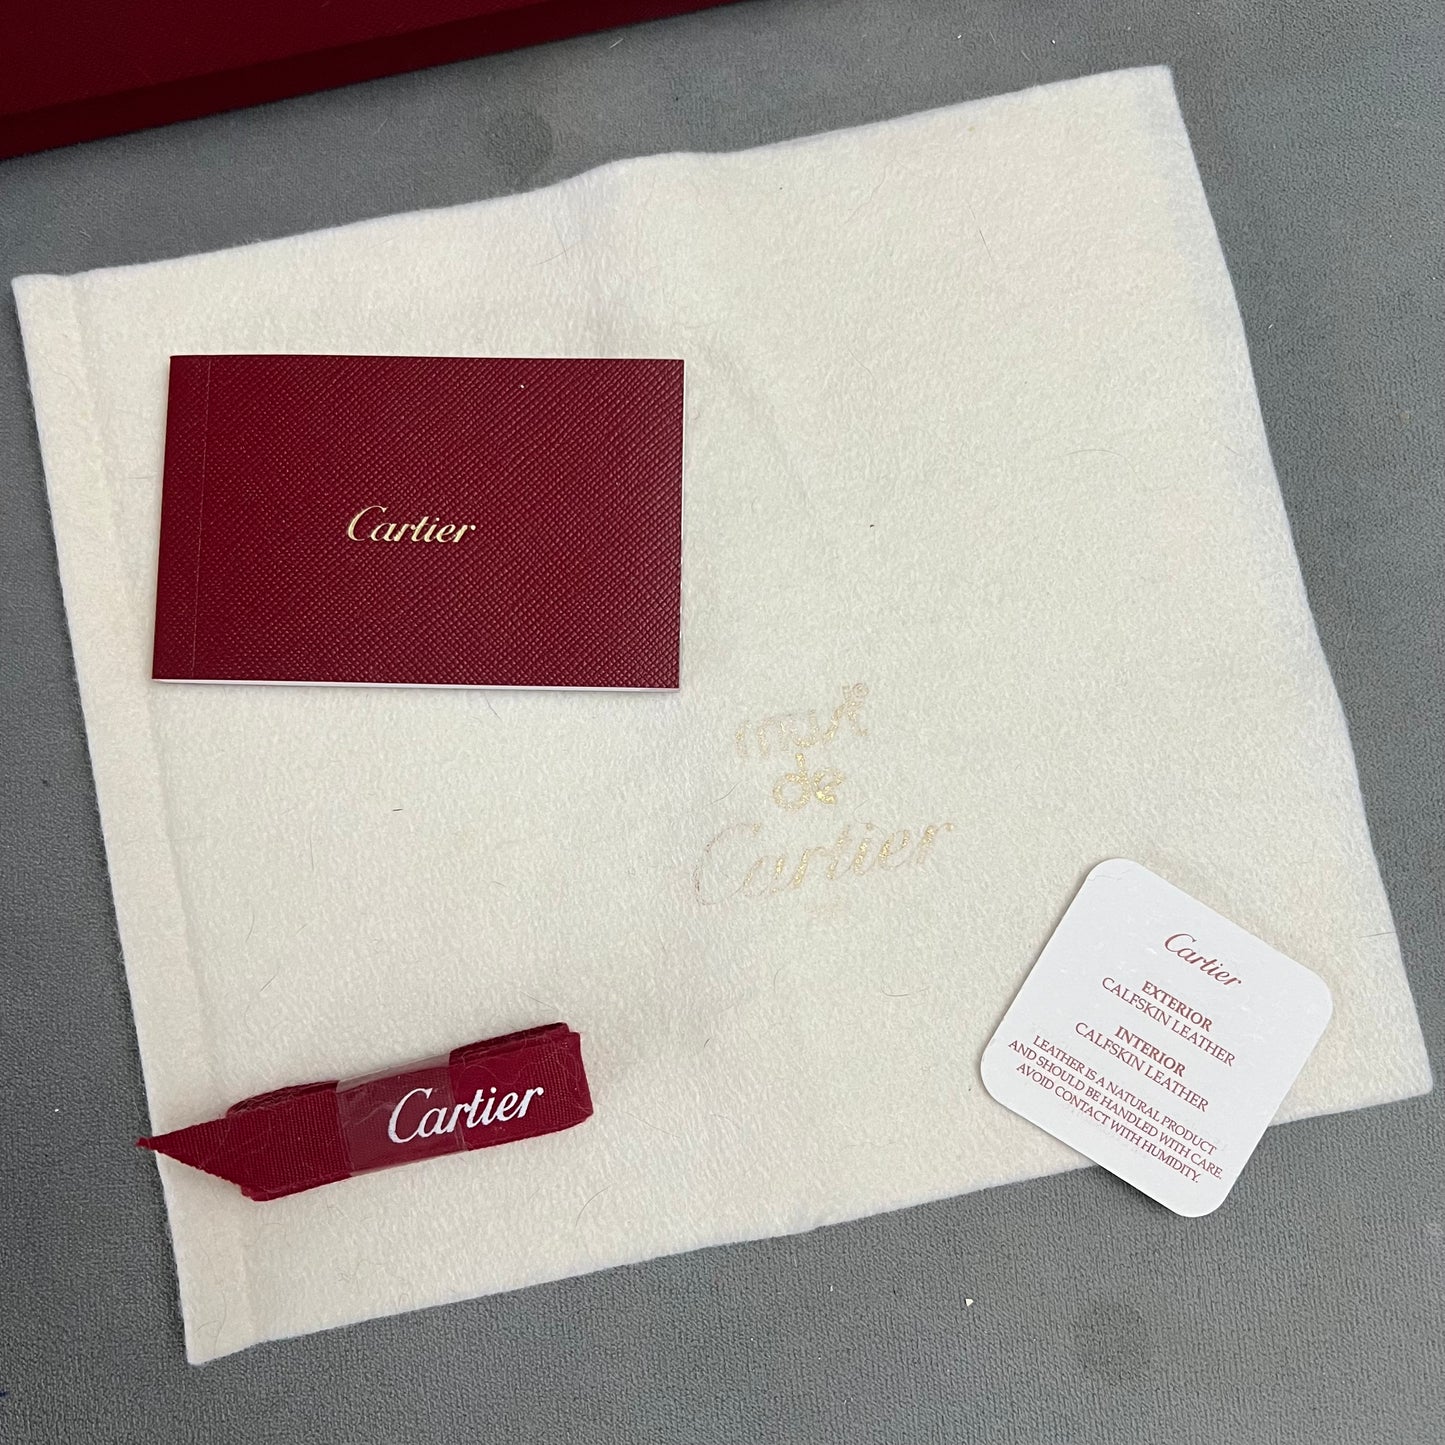 Cartier
must
de
Cartier
Cartier
Cartier
EXTERIOR
CALFSKIN LEATHER
INTERIOR
CALFSKIN LEATHER
LEATHER IS A NATURAL PRODUCT
AND SHOULD BE HANDLED WITH CARE.
AVOID CONTACT WITH HUMIDITY.